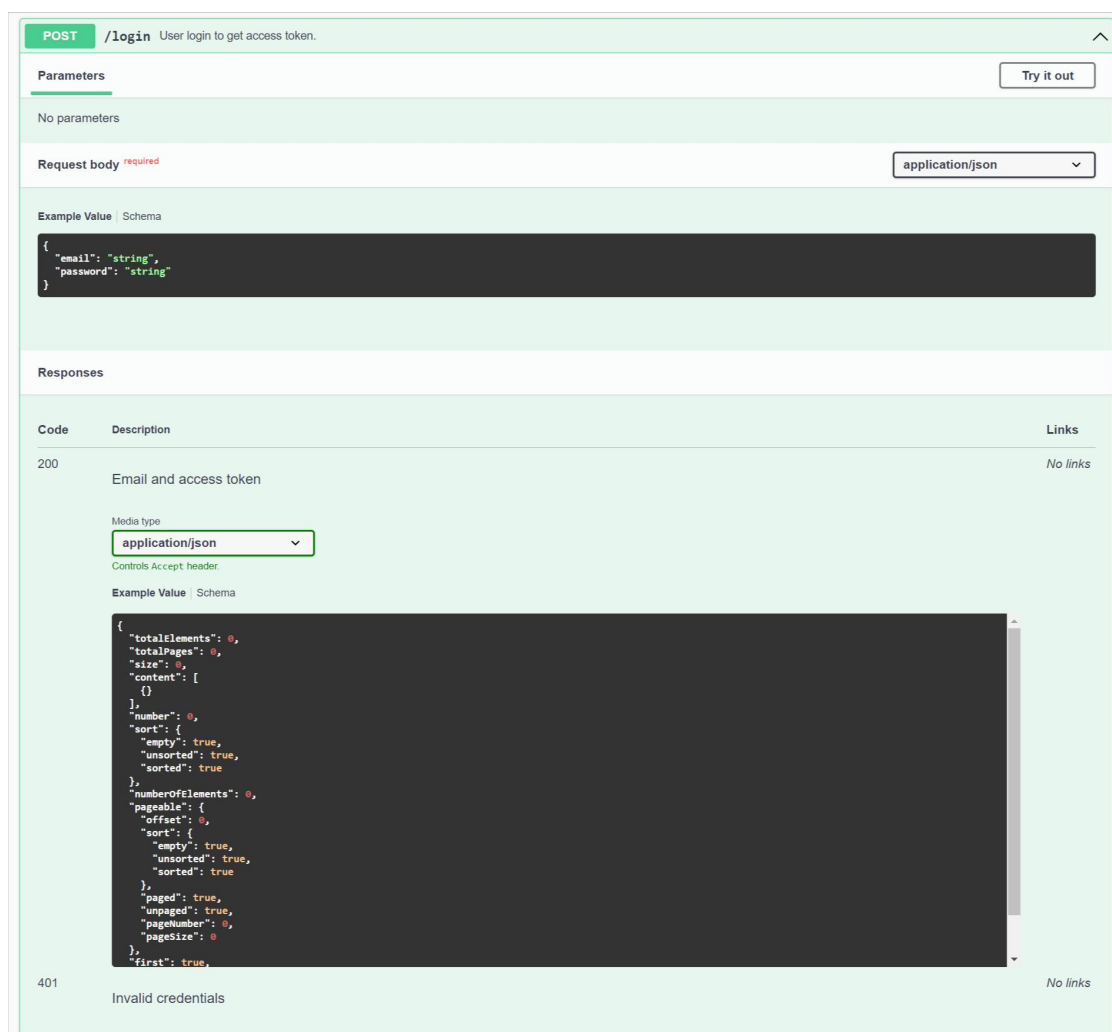 POST /login User login to get access token.
Parameters
Try it out
No parameters
Request body required
application/json
Example Value Schema
{
"email": "string",
"password": "string"
}
Responses
Code Description Links
200 No links
Email and access token
Media type
application/json
Controls Accept header.
Example Value Schema
{
"totalElements": 0,
"totalPages": 0,
"size": 0,
"content": [
{}
],
"number": 0,
"sort": {
"empty": true,
"unsorted": true,
"sorted": true
},
"numberOfElements": 0,
"pageable": {
"offset": 0,
"sort": {
"empty": true,
"unsorted": true,
"sorted": true
},
"paged": true,
"unpaged": true,
"pageNumber": 0,
"pageSize": 0
},
"first": true,
401 No links
Invalid credentials